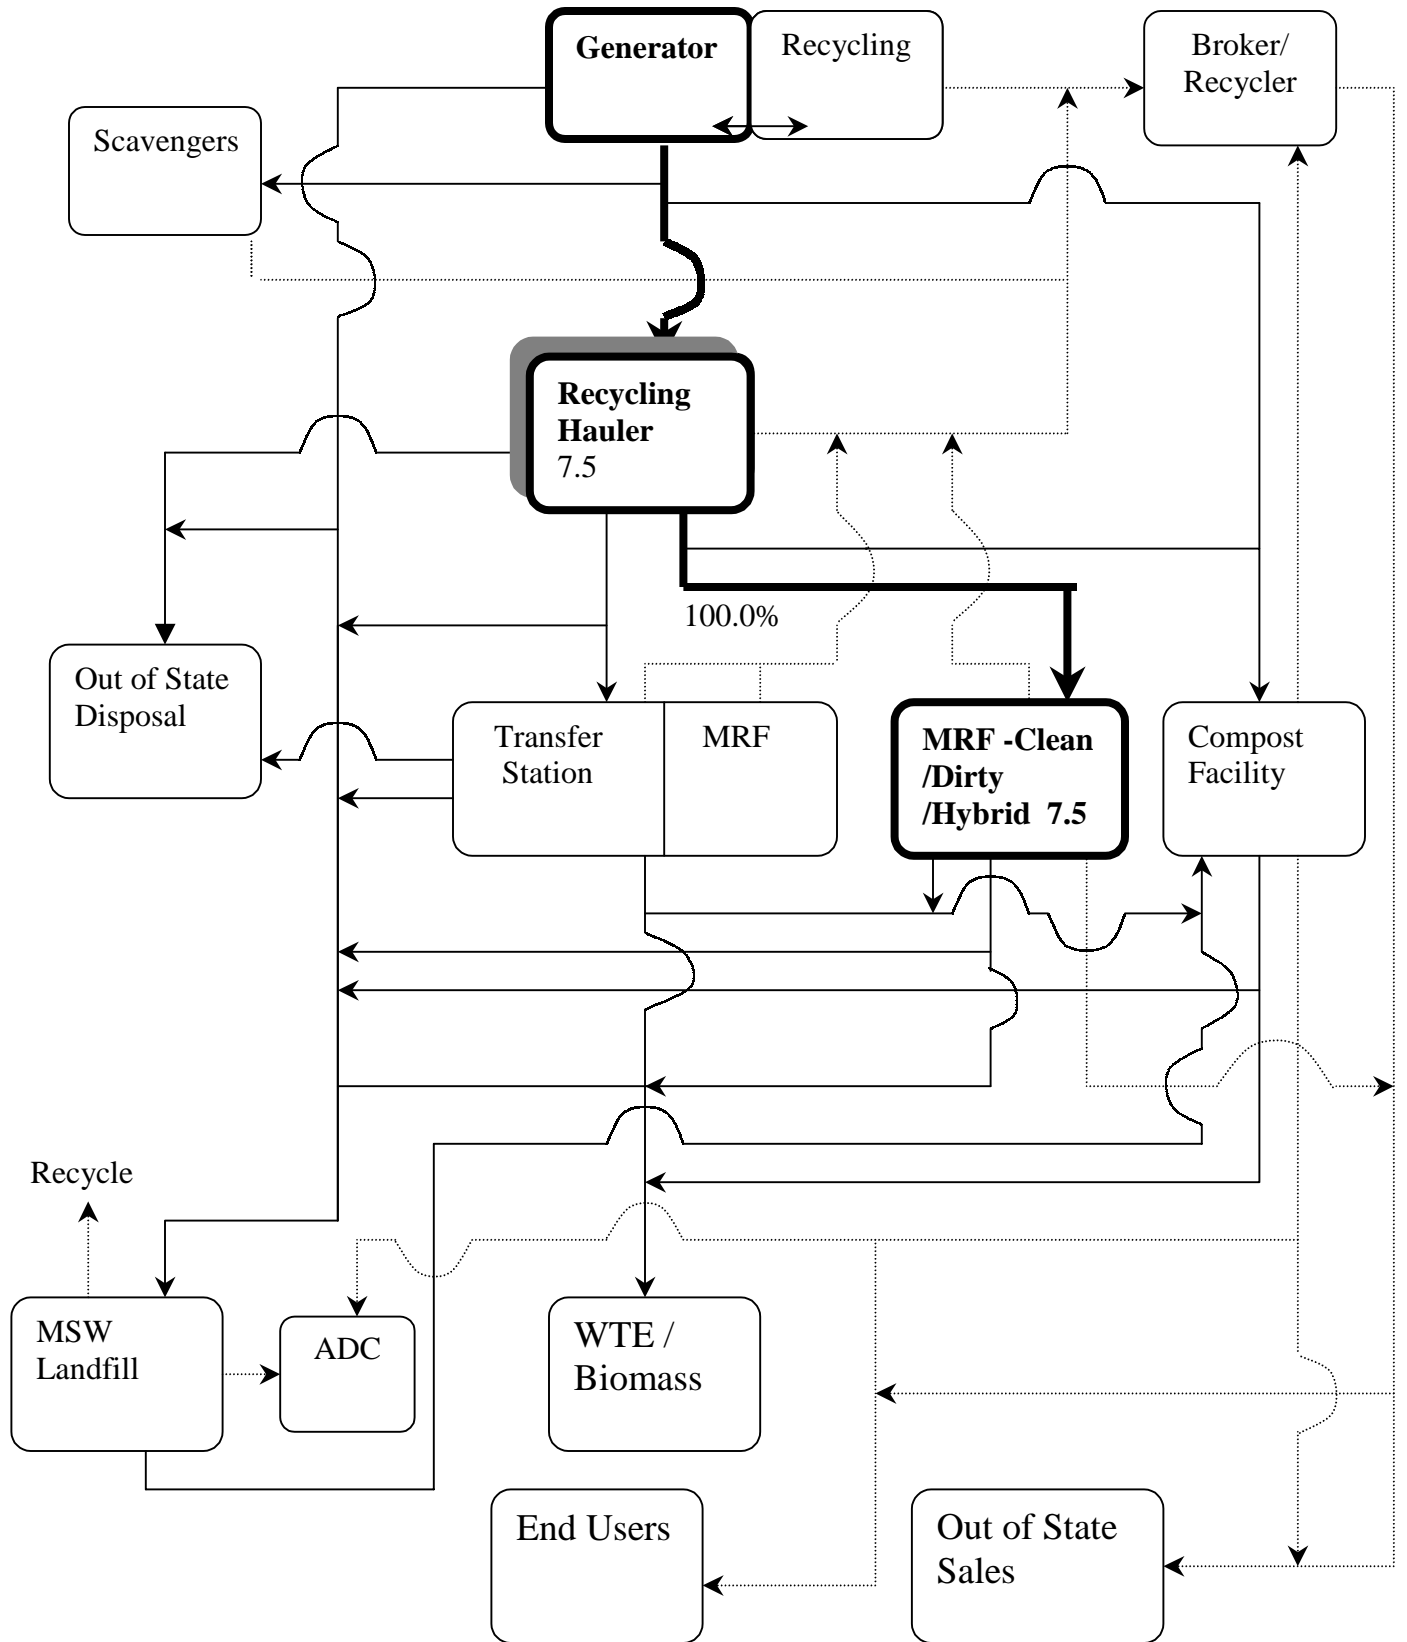 Generator
Recycling
Broker/
Recycler
Scavengers
Recycling
Hauler
7.5
100.0%
Out of State
Disposal
Transfer
Station
MRF
MRF -Clean
/Dirty
/Hybrid  7.5
Compost
Facility
Recycle
MSW
Landfill
ADC
WTE /
Biomass
End Users
Out of State
Sales